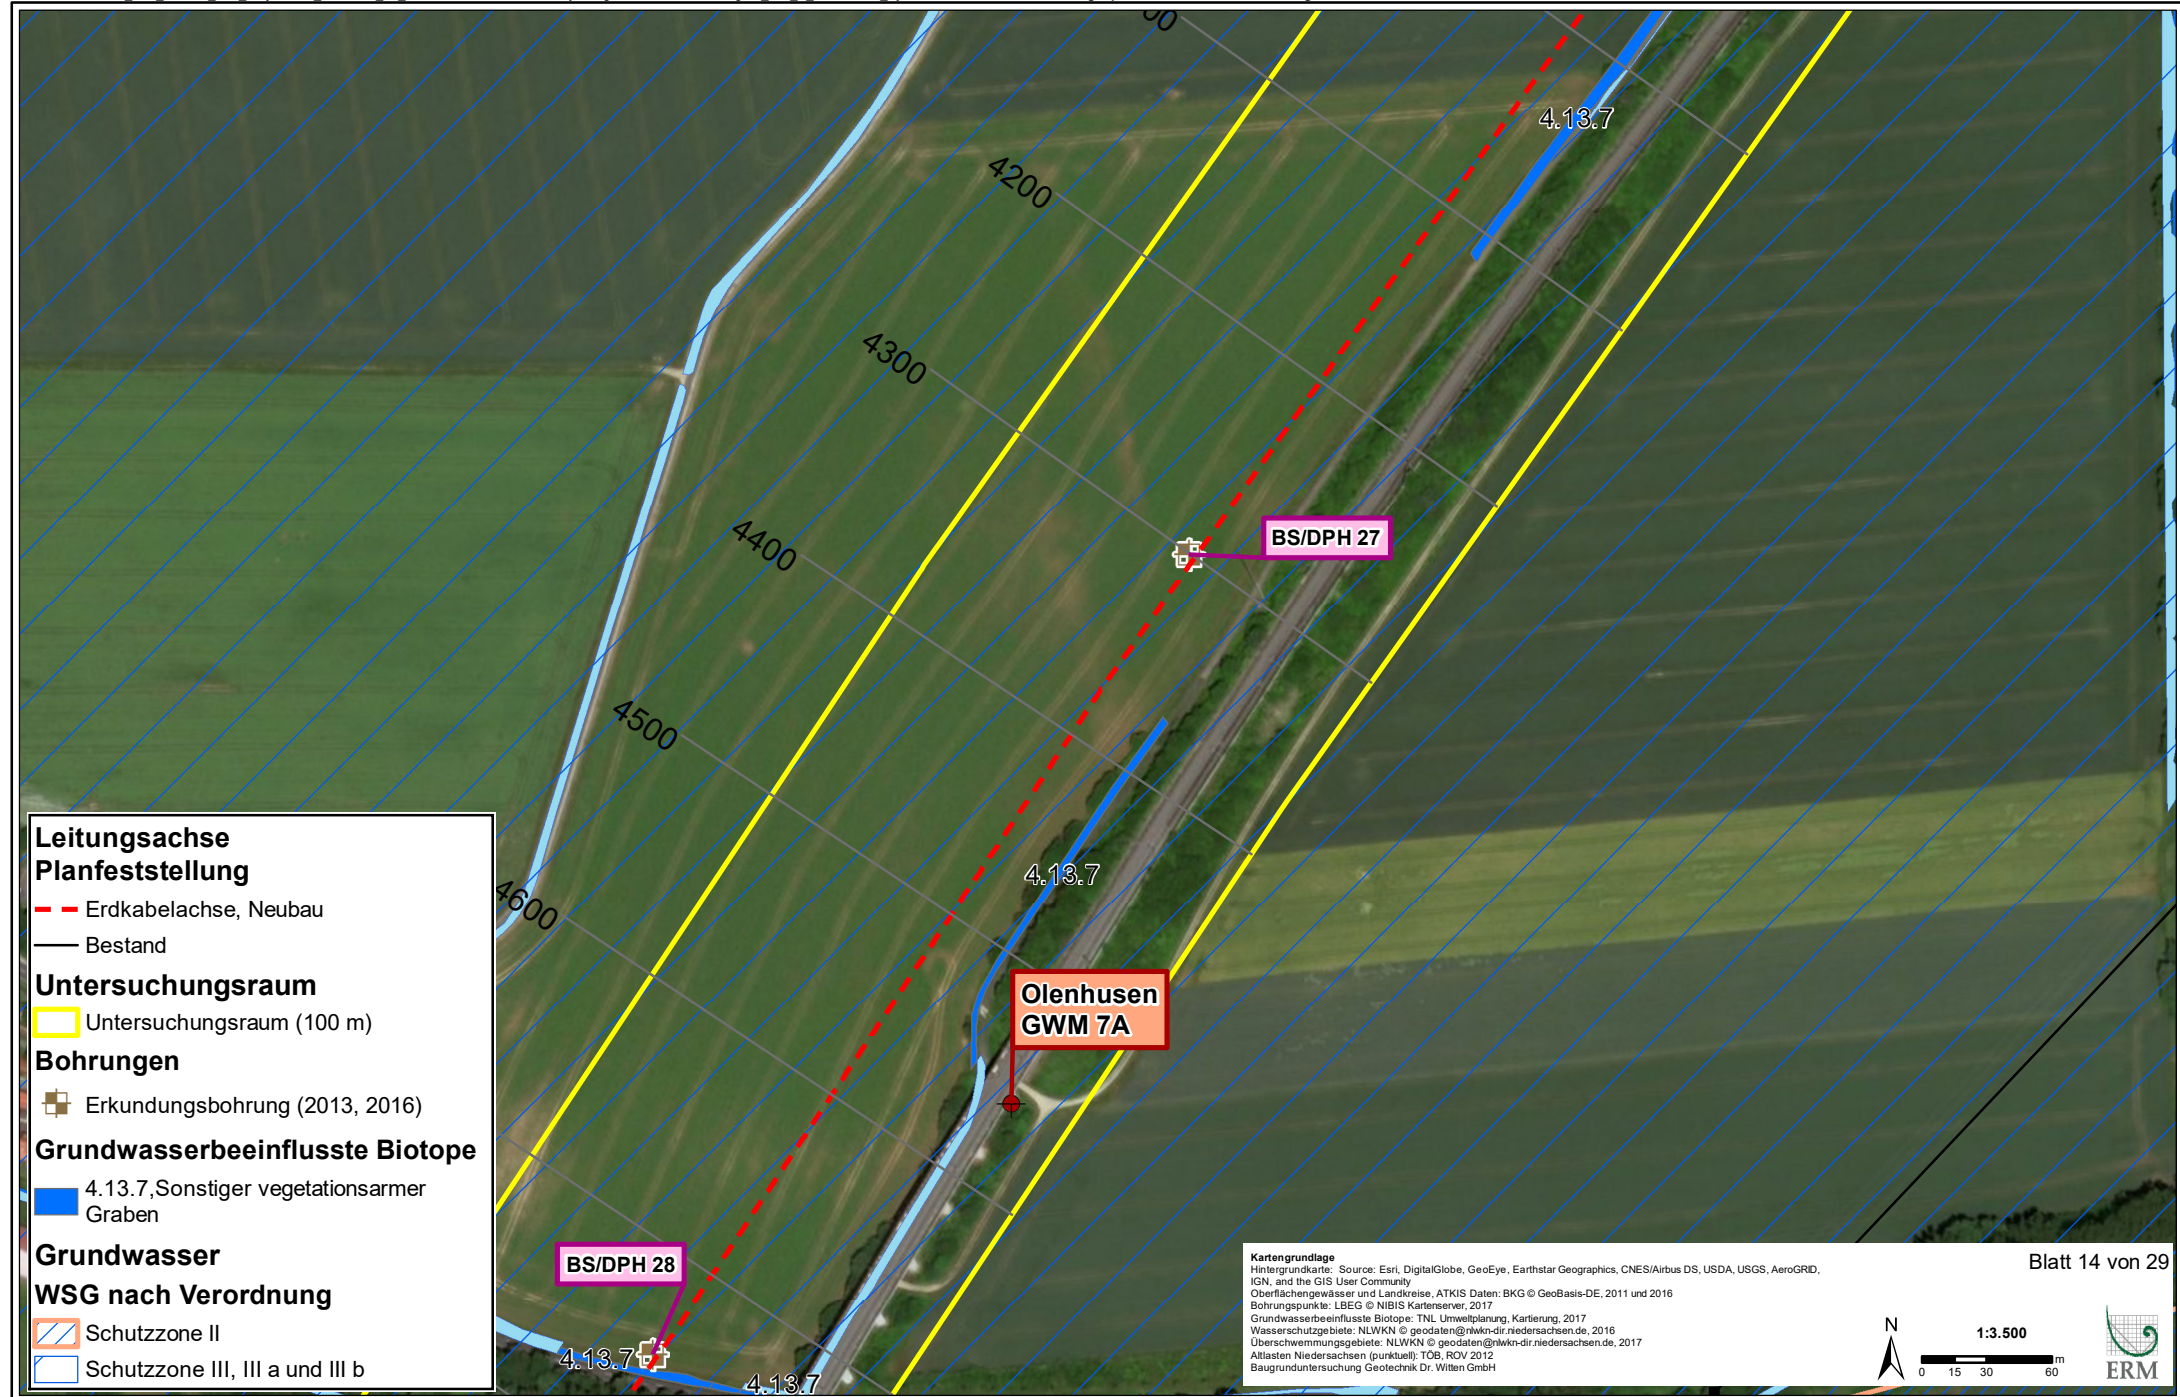 00
4.13.7
4200
4300
BS/DPH 27
4400
4500
4.13.7
4600
Olenhusen
GWM 7A
BS/DPH 28
4.13.7
4.13.7
Leitungsachse
Planfeststellung
Erdkabelachse, Neubau
Bestand
Untersuchungsraum
Untersuchungsraum (100 m)
Bohrungen
Erkundungsbohrung (2013, 2016)
Grundwasserbeeinflusste Biotope
4.13.7,Sonstiger vegetationsarmer
Graben
Grundwasser
WSG nach Verordnung
Schutzzone II
Schutzzone III, III a und III b
Kartengrundlage
Hintergrundkarte: Source: Esri, DigitalGlobe, GeoEye, Earthstar Geographics, CNES/Airbus DS, USDA, USGS, AeroGRID,
IGN, and the GIS User Community
Oberflächengewässer und Landkreise, ATKIS Daten: BKG © GeoBasis-DE, 2011 und 2016
Bohrungspunkte: LBEG © NIBIS Kartenserver, 2017
Grundwasserbeeinflusste Biotope: TNL Umweltplanung, Kartierung, 2017
Wasserschutzgebiete: NLWKN © geodaten@nlwkn-dir.niedersachsen.de, 2016
Überschwemmungsgebiete: NLWKN © geodaten@nlwkn-dir.niedersachsen.de, 2017
Altlasten Niedersachsen (punktuell): TÖB, ROV 2012
Baugrunduntersuchung Geotechnik Dr. Witten GmbH
Blatt 14 von 29
N
1:3.500
m
0 15 30 60
ERM